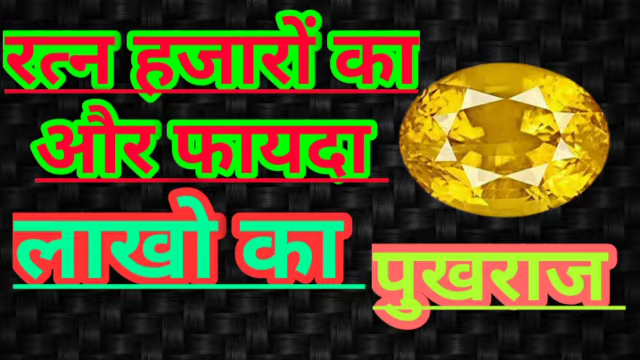 रत्न हजारों का
और फायदा
लाखो का
पुखराज